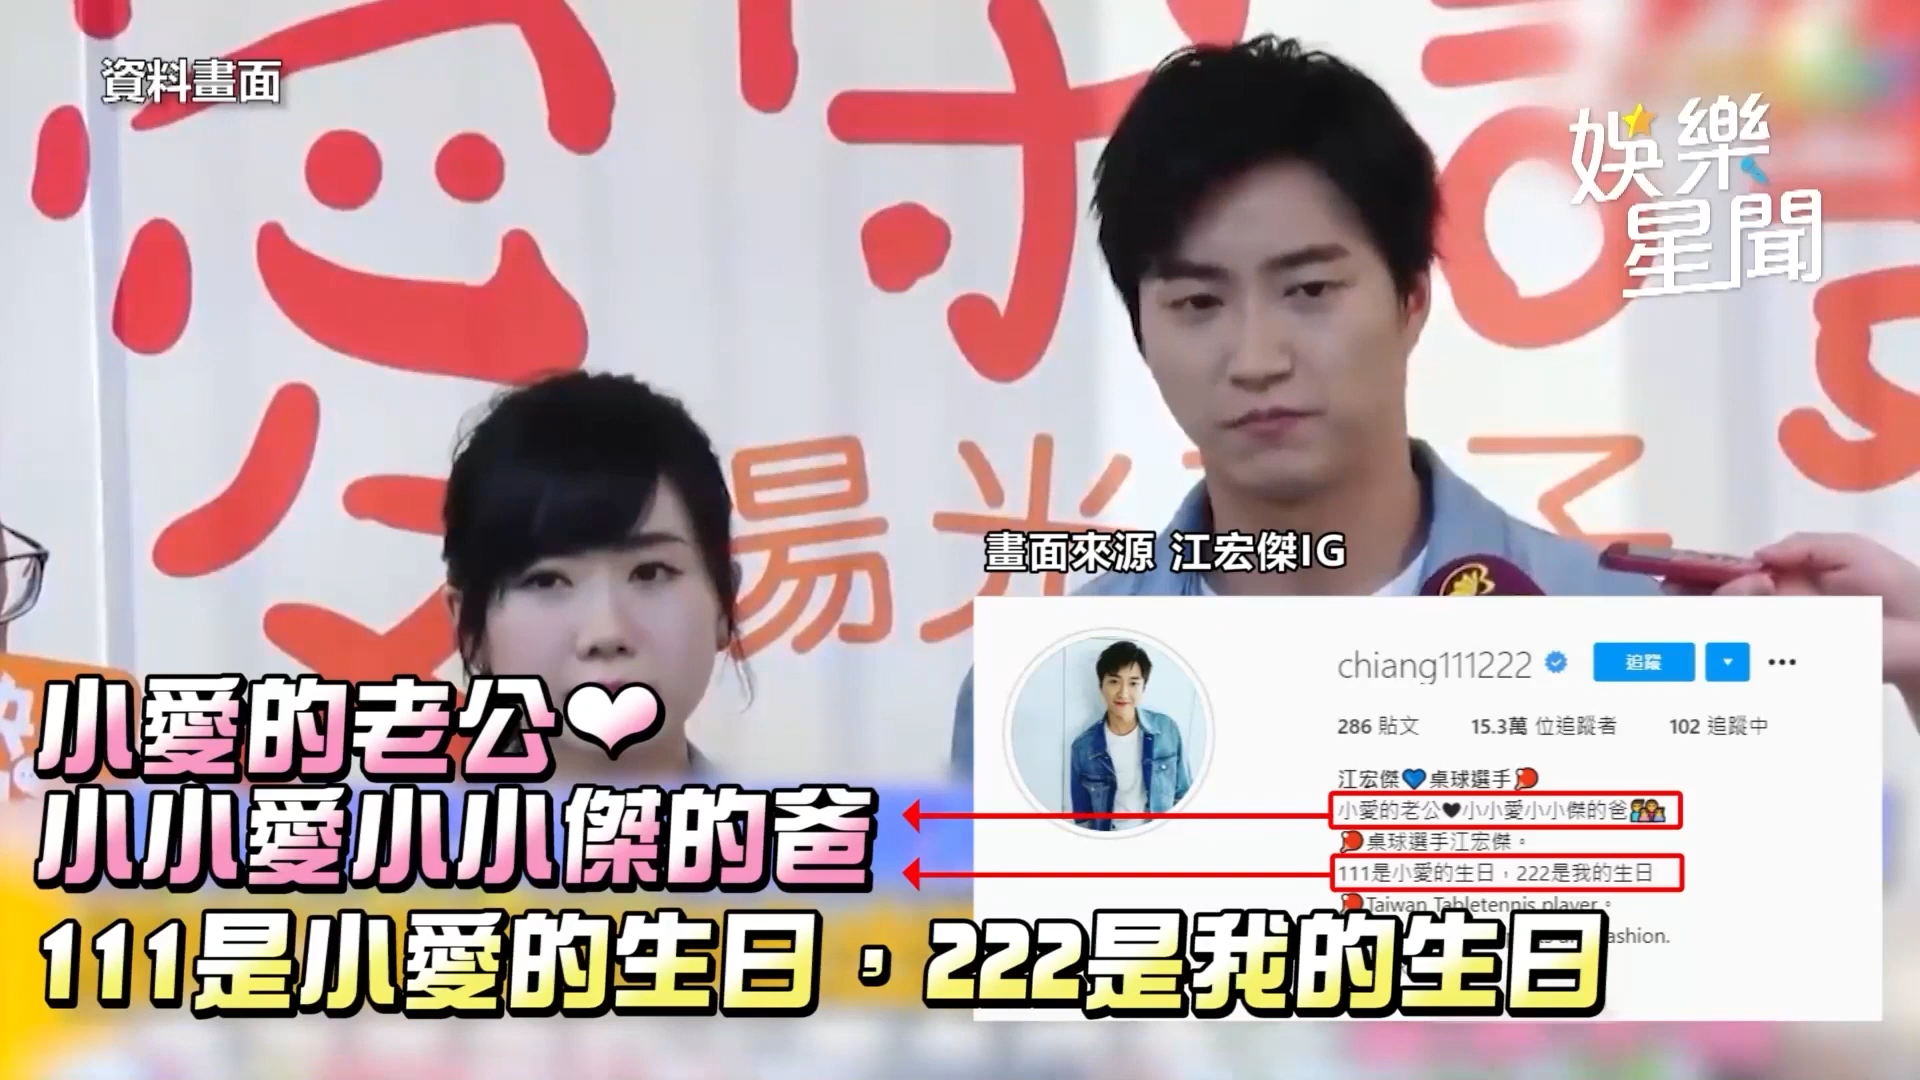 資料畫面
娛樂
星聞
陽光
畫面來源 江宏傑IG
chiang111222
追蹤
286 貼文 15.3萬 位追蹤者 102 追蹤中
江宏傑💙桌球選手🏓
小愛的老公🖤小小愛小小傑的爸👨‍👩‍👧‍👦
🏓桌球選手江宏傑。
111是小愛的生日，222是我的生日
🏓Taiwan Tabletennis player。
小愛的老公❤
小小愛小小傑的爸
111是小愛的生日，222是我的生日